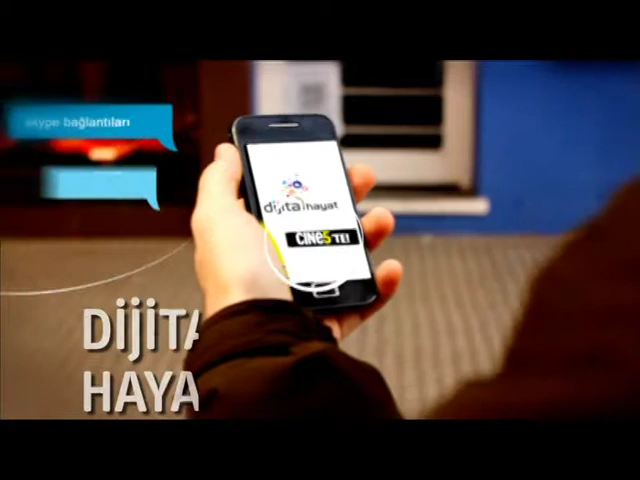 skype bağlantıları
dijital hayat
CINE5 TE!
DİJİTA
HAYA